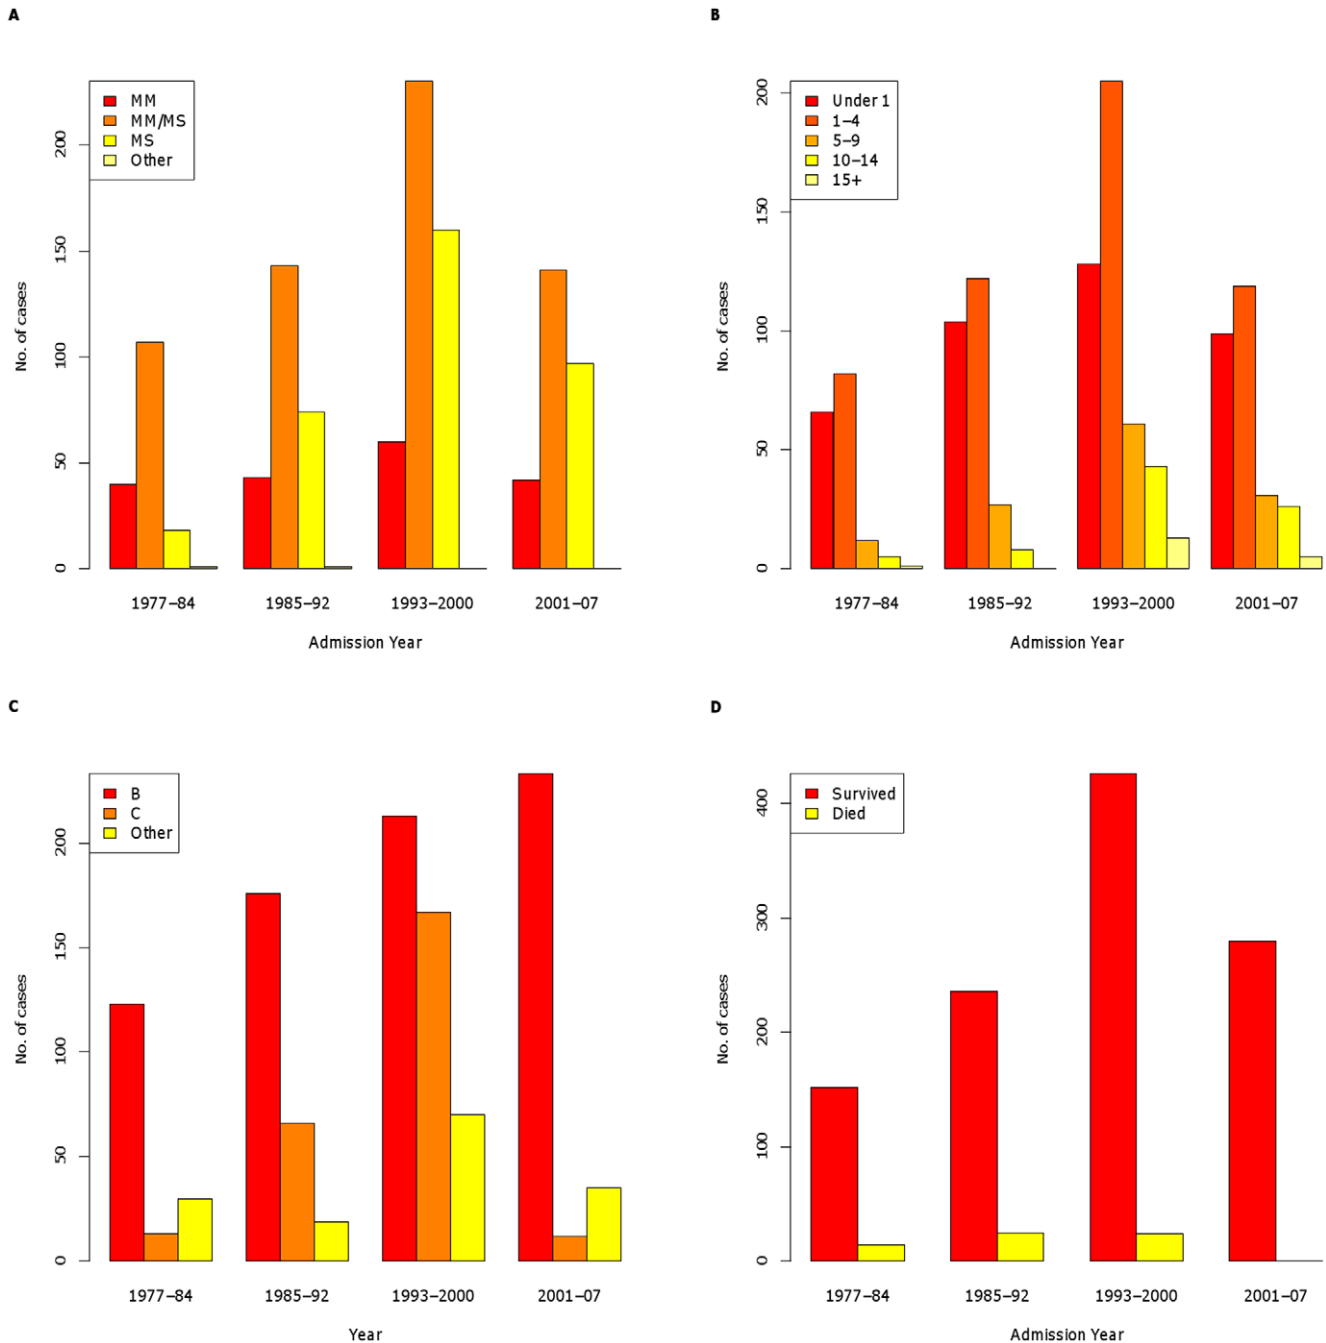 A
MM
MM/MS
MS
Other
No. of cases
0
50
100
150
200
1977–84
1985–92
1993–2000
2001–07
Admission Year
B
Under 1
1–4
5–9
10–14
15+
No. of cases
0
50
100
150
200
1977–84
1985–92
1993–2000
2001–07
Admission Year
C
B
C
Other
No. of cases
0
50
100
150
200
1977–84
1985–92
1993–2000
2001–07
Year
D
Survived
Died
No. of cases
0
100
200
300
400
1977–84
1985–92
1993–2000
2001–07
Admission Year